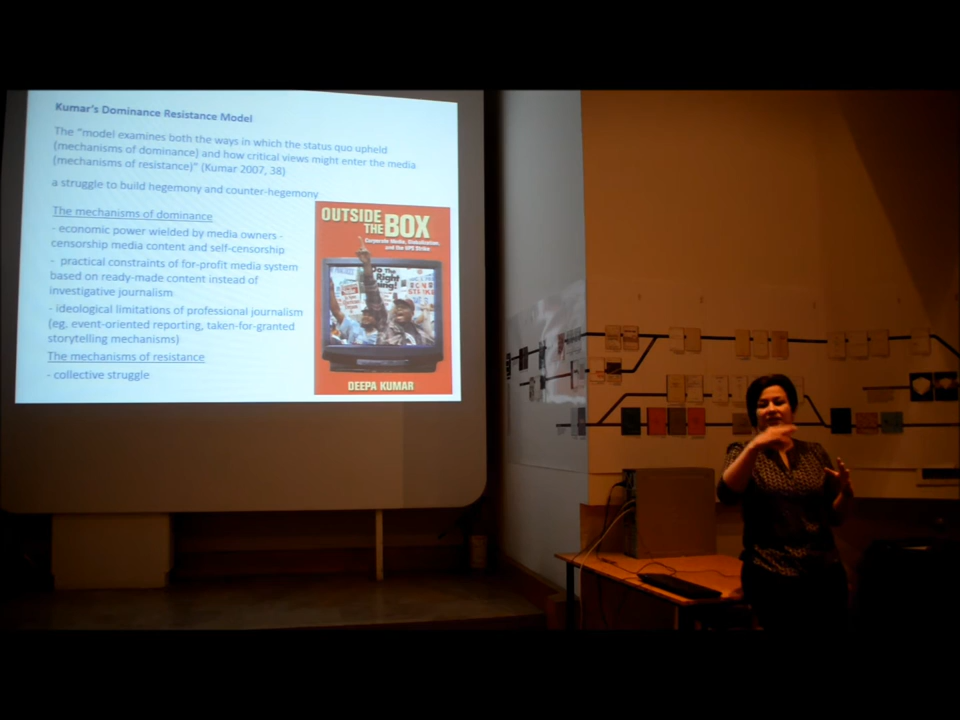 Kumar's Dominance Resistance Model
The "model examines both the ways in which the status quo upheld
(mechanisms of dominance) and how critical views might enter the media
(mechanisms of resistance)" (Kumar 2007, 38)
a struggle to build hegemony and counter-hegemony
The mechanisms of dominance
- economic power wielded by media owners -
censorship media content and self-censorship
- practical constraints of for-profit media system
based on ready-made content instead of
investigative journalism
- ideological limitations of professional journalism
(eg. event-oriented reporting, taken-for-granted
storytelling mechanisms)
The mechanisms of resistance
- collective struggle
OUTSIDE
THE BOX
Corporate Media, Globalization,
and the UPS Strike
Do The
Right
DEEPA KUMAR